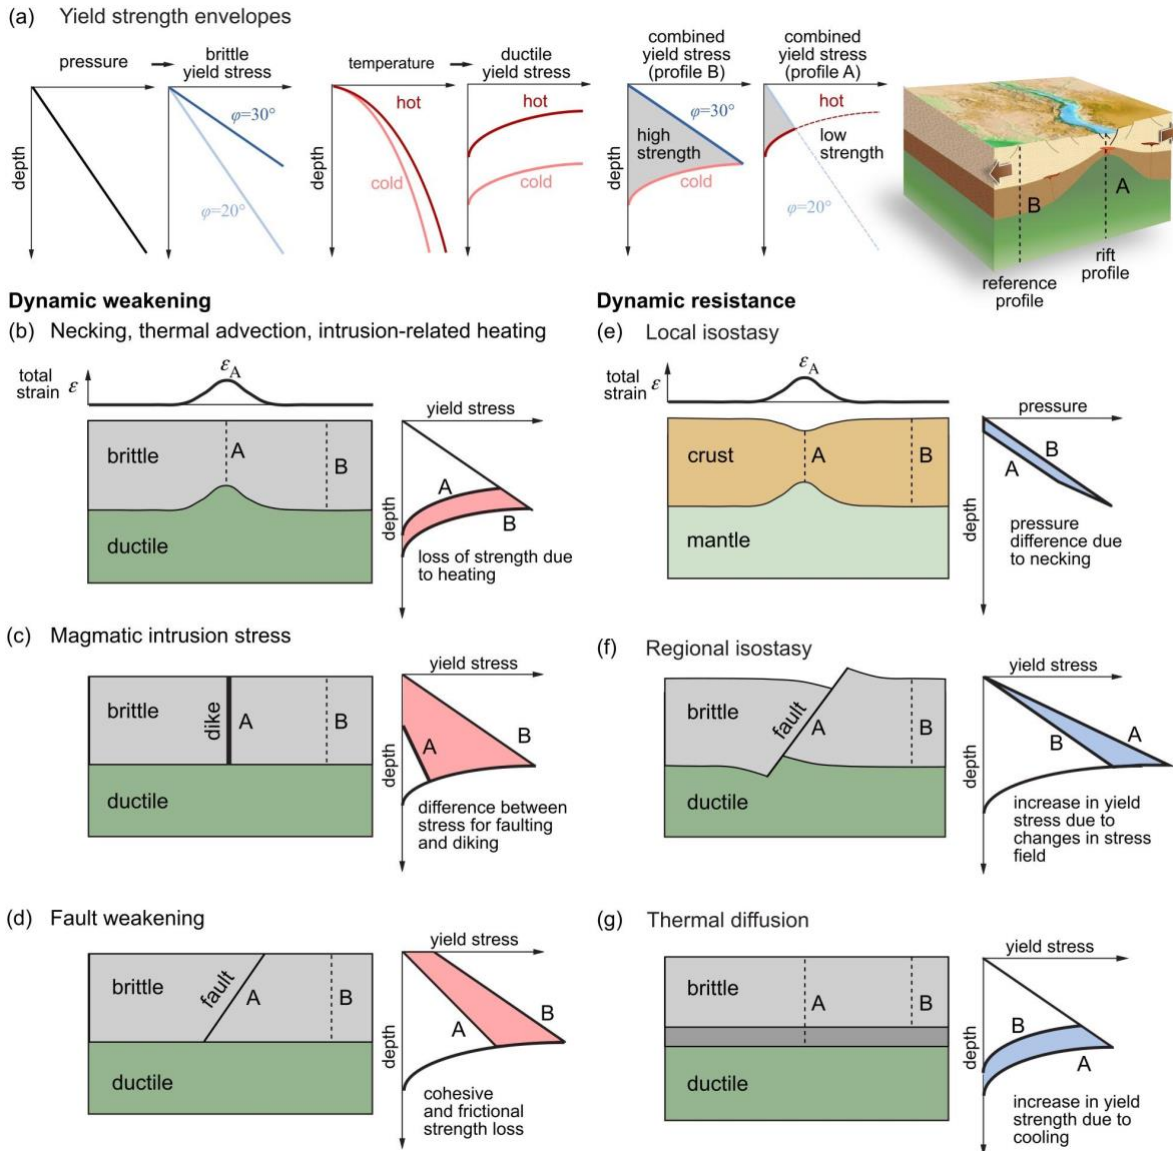 (a) Yield strength envelopes
pressure
brittle
yield stress
depth
φ=30°
φ=20°
temperature
ductile
yield stress
depth
hot
cold
hot
cold
combined
yield stress
(profile B)
depth
φ=30°
high
strength
cold
combined
yield stress
(profile A)
depth
hot
low
strength
φ=20°
B
A
reference
profile
rift
profile
Dynamic weakening
(b) Necking, thermal advection, intrusion-related heating
total
strain
ε
εA
brittle
A
B
ductile
yield stress
depth
A
B
loss of strength due
to heating
(c) Magmatic intrusion stress
brittle
dike
A
B
ductile
yield stress
depth
A
B
difference between
stress for faulting
and diking
(d) Fault weakening
brittle
fault
A
B
ductile
yield stress
depth
A
B
cohesive
and frictional
strength loss
Dynamic resistance
(e) Local isostasy
total
strain
ε
εA
crust
A
B
mantle
pressure
depth
B
A
pressure
difference due
to necking
(f) Regional isostasy
brittle
fault
A
B
ductile
yield stress
depth
B
A
increase in yield
stress due to
changes in stress
field
(g) Thermal diffusion
brittle
A
B
ductile
yield stress
depth
B
A
increase in yield
strength due to
cooling